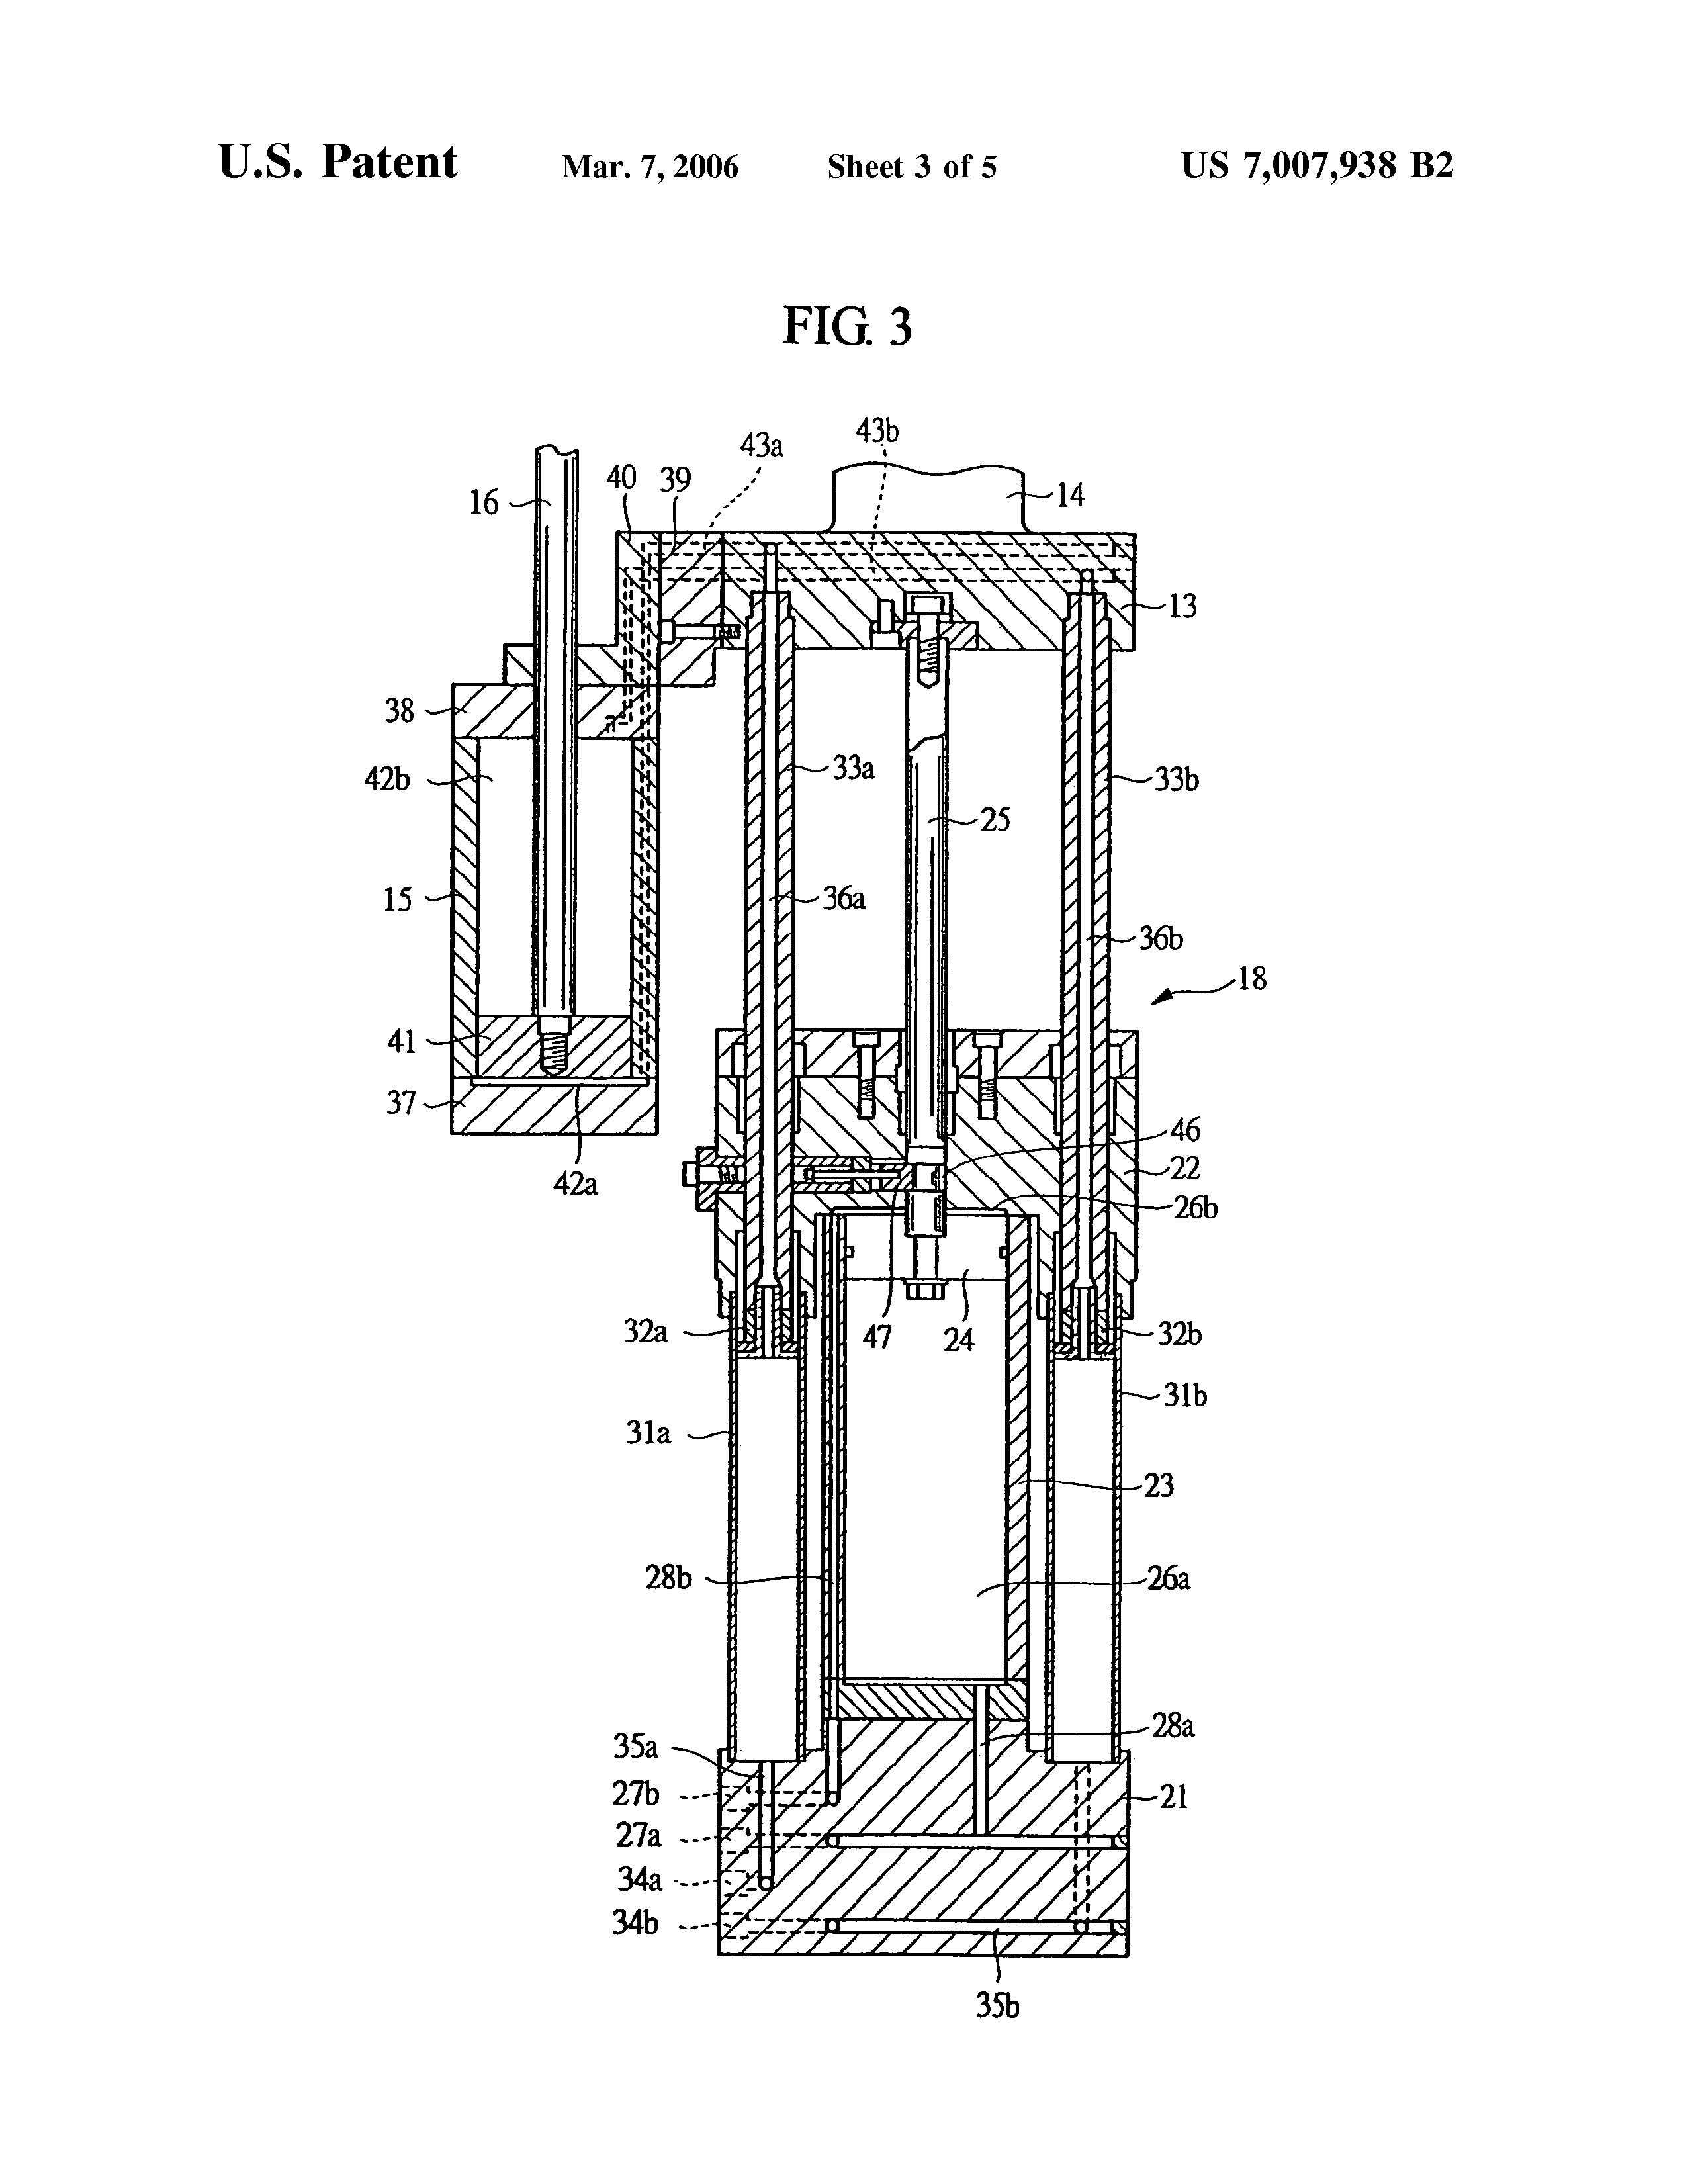 U.S. Patent Mar. 7, 2006 Sheet 3 of 5 US 7,007,938 B2
FIG. 3
43a 43b
40 39
16 14
13
38
42b 33a 33b
25
15 36a
36b
18
41
37
46
42a 22
26b
32a 47 24 32b
31b
31a
23
28b 26a
35a 28a
27b 21
27a
34a
34b
35b